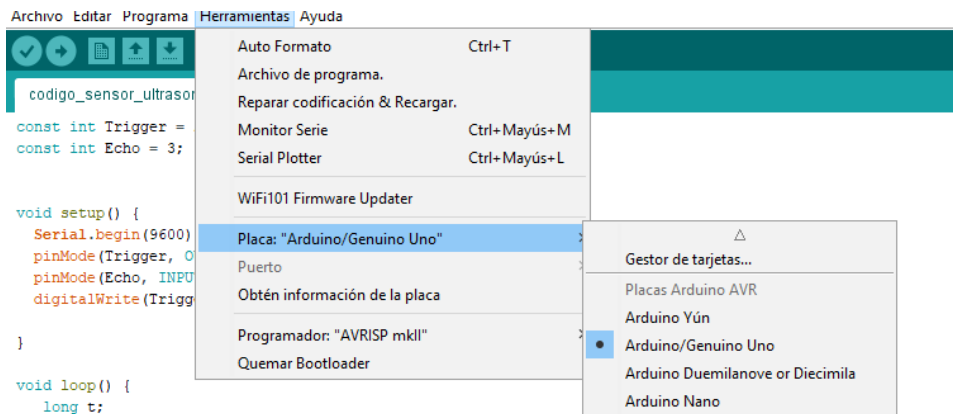 Archivo Editar Programa Herramientas Ayuda
codigo_sensor_ultrasor
const int Trigger =
const int Echo = 3;
void setup() {
Serial.begin(9600)
pinMode(Trigger, O
pinMode(Echo, INPU
digitalWrite(Trigg
}
void loop() {
long t;
Auto Formato Ctrl+T
Archivo de programa.
Reparar codificación & Recargar.
Monitor Serie Ctrl+Mayús+M
Serial Plotter Ctrl+Mayús+L
WiFi101 Firmware Updater
Placa: "Arduino/Genuino Uno"
Puerto
Obtén información de la placa
Programador: "AVRISP mkII"
Quemar Bootloader
Gestor de tarjetas...
Placas Arduino AVR
Arduino Yún
Arduino/Genuino Uno
Arduino Duemilanove or Diecimila
Arduino Nano